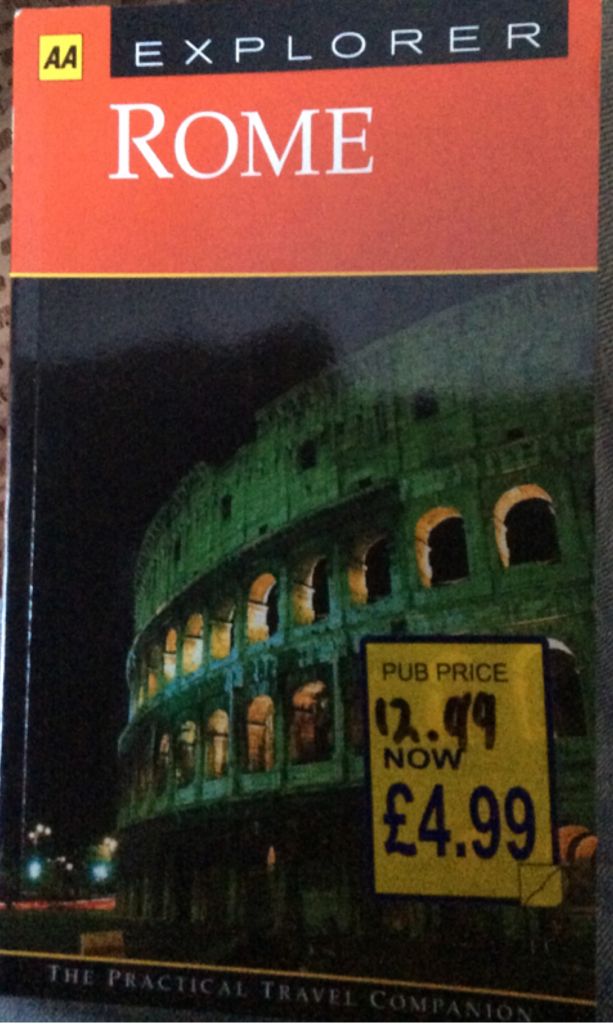 AA
EXPLORER
ROME
PUB PRICE
12.99
NOW
£4.99
THE PRACTICAL TRAVEL COMPANION